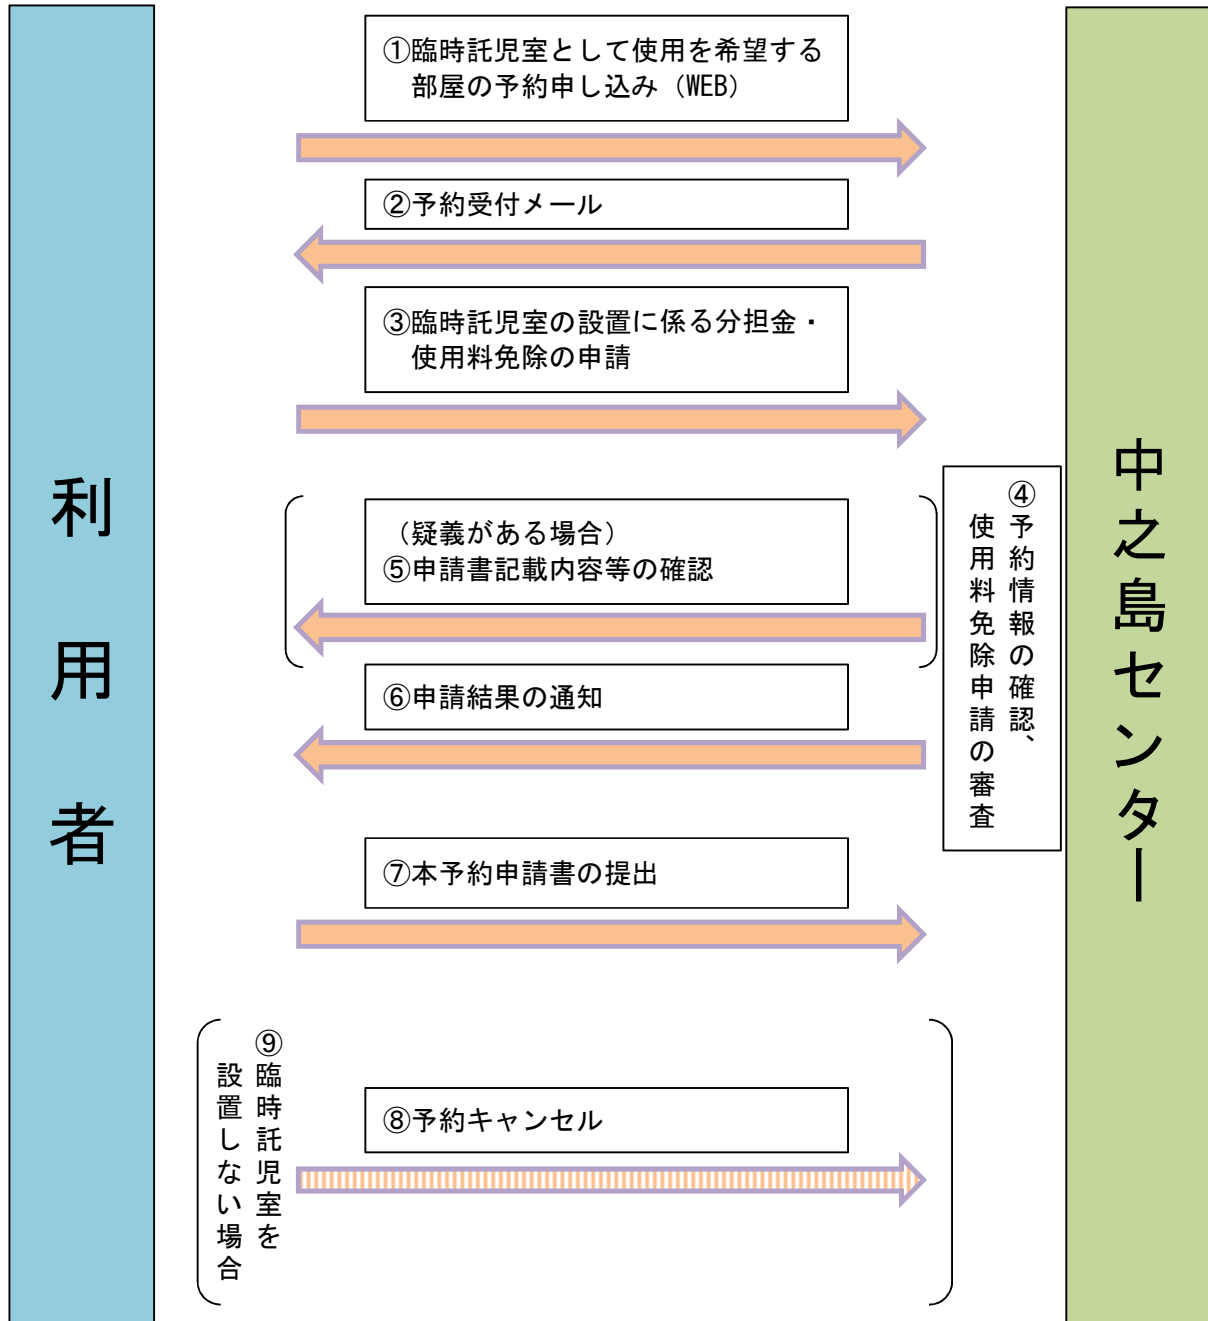 ①臨時託児室として使用を希望する
部屋の予約申し込み（WEB）
②予約受付メール
③臨時託児室の設置に係る分担金・
使用料免除の申請
利用者
中之島センター
④予約情報の確認、
使用料免除申請の審査
（疑義がある場合）
⑤申請書記載内容等の確認
⑥申請結果の通知
⑦本予約申請書の提出
⑨臨時託児室を
設置しない場合
⑧予約キャンセル